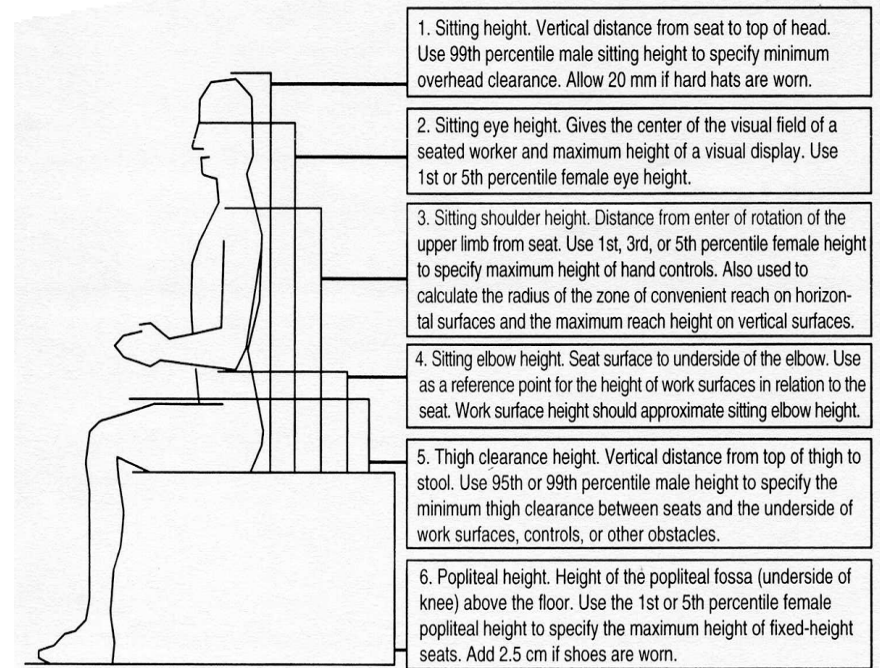 1. Sitting height. Vertical distance from seat to top of head.
Use 99th percentile male sitting height to specify minimum
overhead clearance. Allow 20 mm if hard hats are worn.
2. Sitting eye height. Gives the center of the visual field of a
seated worker and maximum height of a visual display. Use
1st or 5th percentile female eye height.
3. Sitting shoulder height. Distance from enter of rotation of the
upper limb from seat. Use 1st, 3rd, or 5th percentile female height
to specify maximum height of hand controls. Also used to
calculate the radius of the zone of convenient reach on horizon-
tal surfaces and the maximum reach height on vertical surfaces.
4. Sitting elbow height. Seat surface to underside of the elbow. Use
as a reference point for the height of work surfaces in relation to the
seat. Work surface height should approximate sitting elbow height.
5. Thigh clearance height. Vertical distance from top of thigh to
stool. Use 95th or 99th percentile male height to specify the
minimum thigh clearance between seats and the underside of
work surfaces, controls, or other obstacles.
6. Popliteal height. Height of the popliteal fossa (underside of
knee) above the floor. Use the 1st or 5th percentile female
popliteal height to specify the maximum height of fixed-height
seats. Add 2.5 cm if shoes are worn.